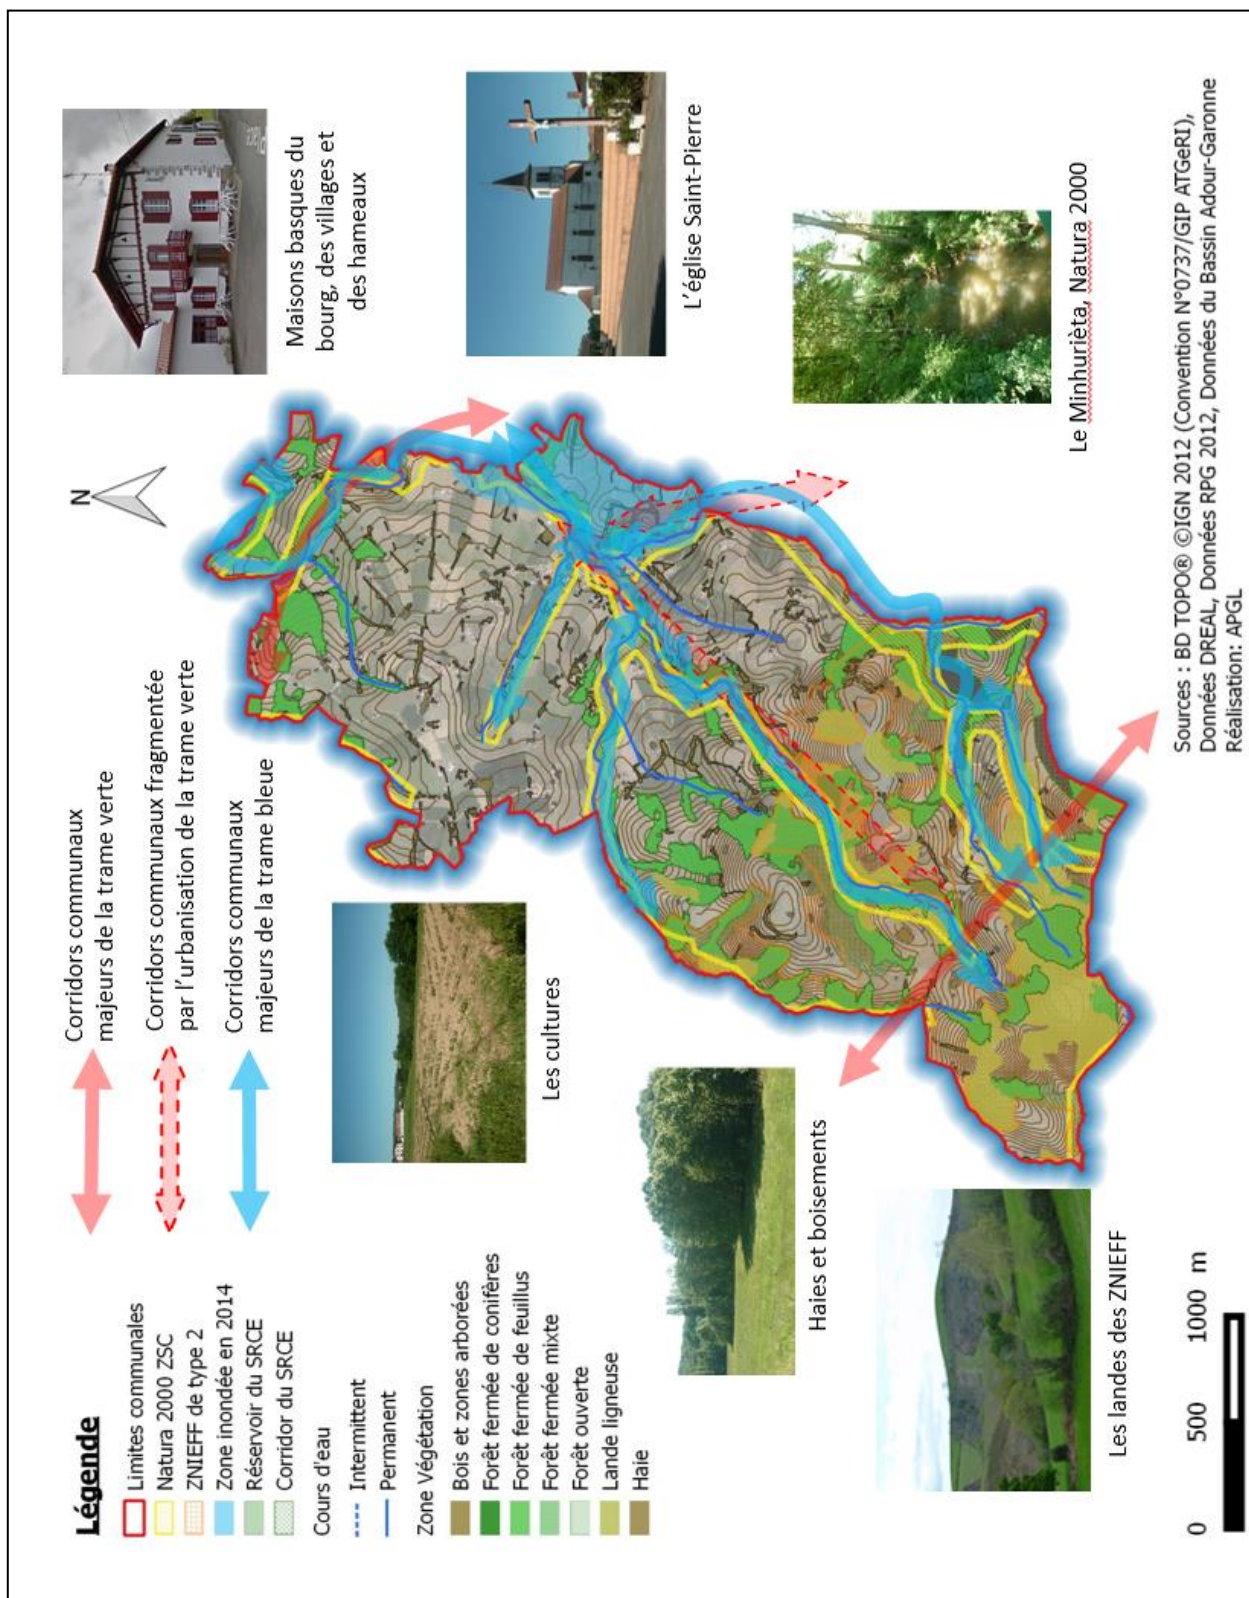 Légende
Limites communales
Natura 2000 ZSC
ZNIEFF de type 2
Zone inondée en 2014
Réservoir du SRCE
Corridor du SRCE
Cours d'eau
Intermittent
Permanent
Zone Végétation
Bois et zones arborées
Forêt fermée de conifères
Forêt fermée de feuillus
Forêt fermée mixte
Forêt ouverte
Lande ligneuse
Haie
Corridors communaux
majeurs de la trame verte
Corridors communaux fragmentée
par l'urbanisation de la trame verte
Corridors communaux
majeurs de la trame bleue
N
Maisons basques du
bourg, des villages et
des hameaux
L'église Saint-Pierre
Les cultures
Haies et boisements
Le Minhurièta, Natura 2000
Les landes des ZNIEFF
0 500 1000 m
Sources : BD TOPO® ©IGN 2012 (Convention N°0737/GIP ATGeRI),
Données DREAL, Données RPG 2012, Données du Bassin Adour-Garonne
Réalisation: APGL